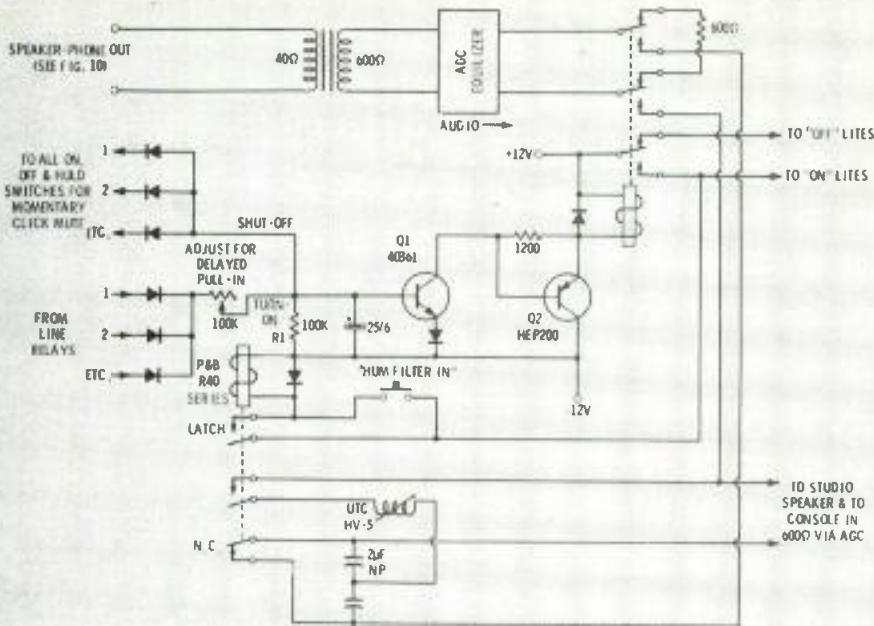 SPEAKER-PHONE OUT
(SEE FIG. 10)
40Ω
600Ω
AGC
EQUALIZER
AUDIO
600Ω
TO "OFF" LITES
TO "ON" LITES
+12V
1
2
ETC
TO ALL ON,
OFF & HOLD
SWITCHES FOR
MOMENTARY
CLICK MUTE
SHUT-OFF
ADJUST FOR
DELAYED
PULL-IN
100K
TURN-
ON
1
2
ETC
FROM
LINE
RELAYS
100K
R1
25/6
Q1
40361
1200
Q2
HEP200
12V
P&B
R40
SERIES
"HUM FILTER IN"
LATCH
UTC
HV-5
N C
2µF
NP
TO STUDIO
SPEAKER & TO
CONSOLE IN
600Ω VIA AGC